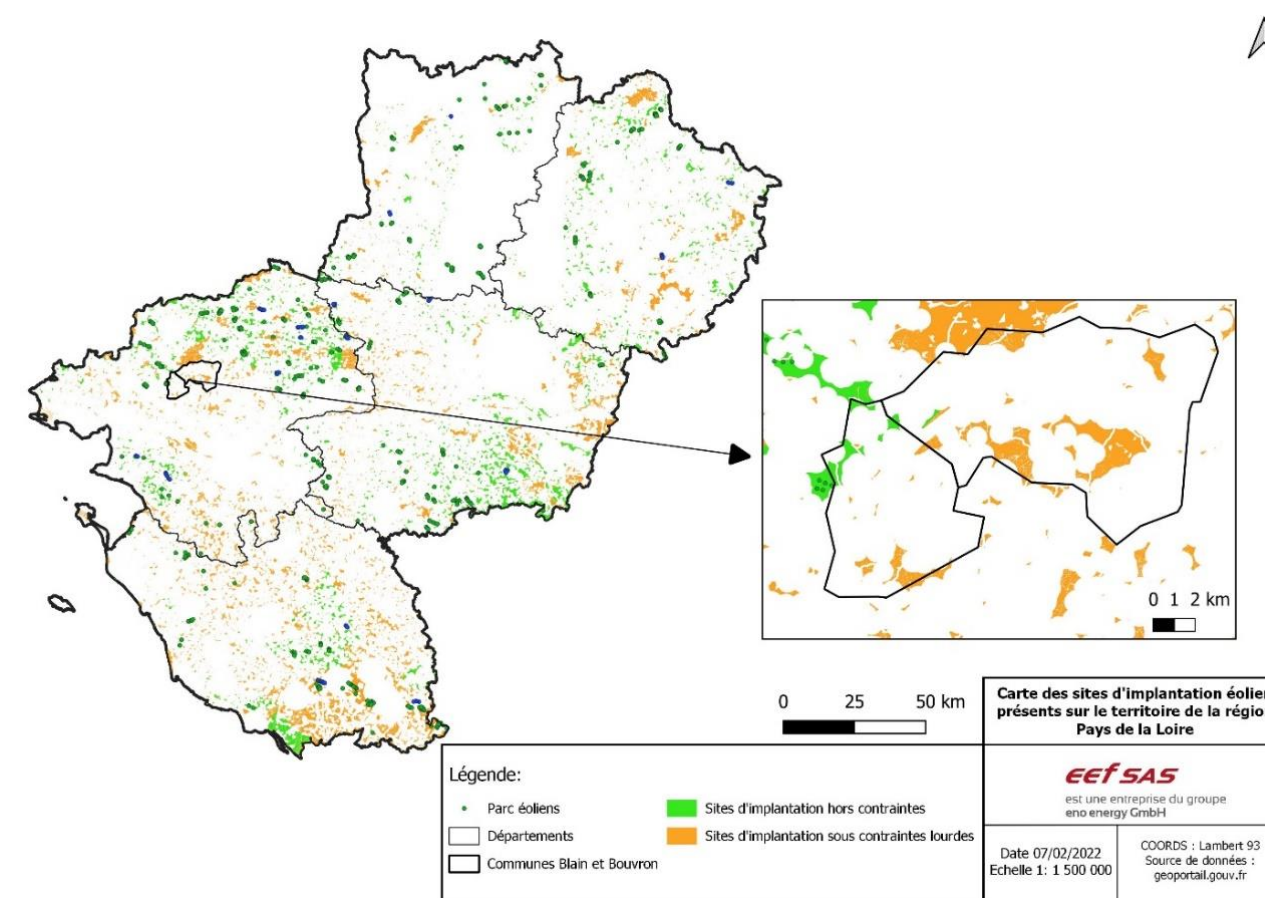 0 1 2 km
0 25 50 km
Légende:
Parc éoliens
Départements
Communes Blain et Bouvron
Sites d'implantation hors contraintes
Sites d'implantation sous contraintes lourdes
Carte des sites d'implantation éolien
présents sur le territoire de la région
Pays de la Loire
eef SAS
est une entreprise du groupe
eno energy GmbH
Date 07/02/2022
Echelle 1: 1 500 000
COORDS : Lambert 93
Source de données :
geoportail.gouv.fr